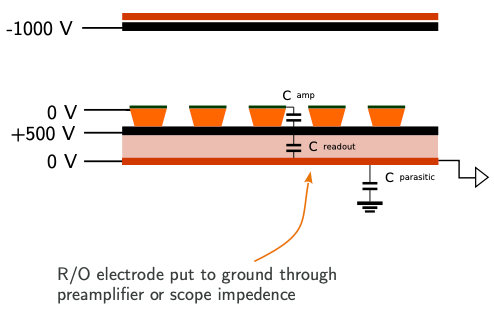 -1000 V
C amp
0 V
+500 V
C readout
0 V
C parasitic
R/O electrode put to ground through
preamplifier or scope impedence